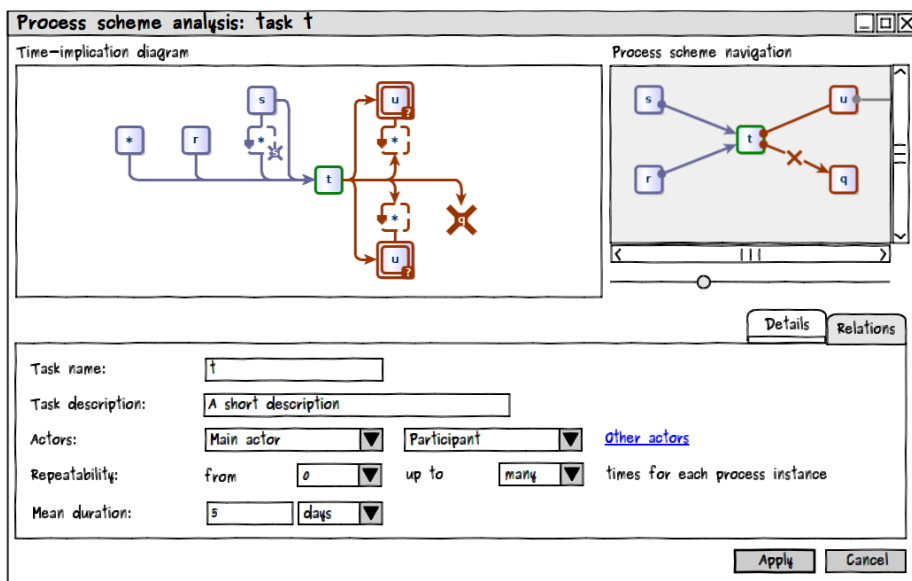 Process scheme analysis: task t
Time-implication diagram
Process scheme navigation
s
u
?
* r * s *
t
q
*
u
?
s u
t
r q
Details Relations
Task name: t
Task description: A short description
Actors: Main actor Participant Other actors
Repeatability: from 0 up to many times for each process instance
Mean duration: 5 days
Apply Cancel